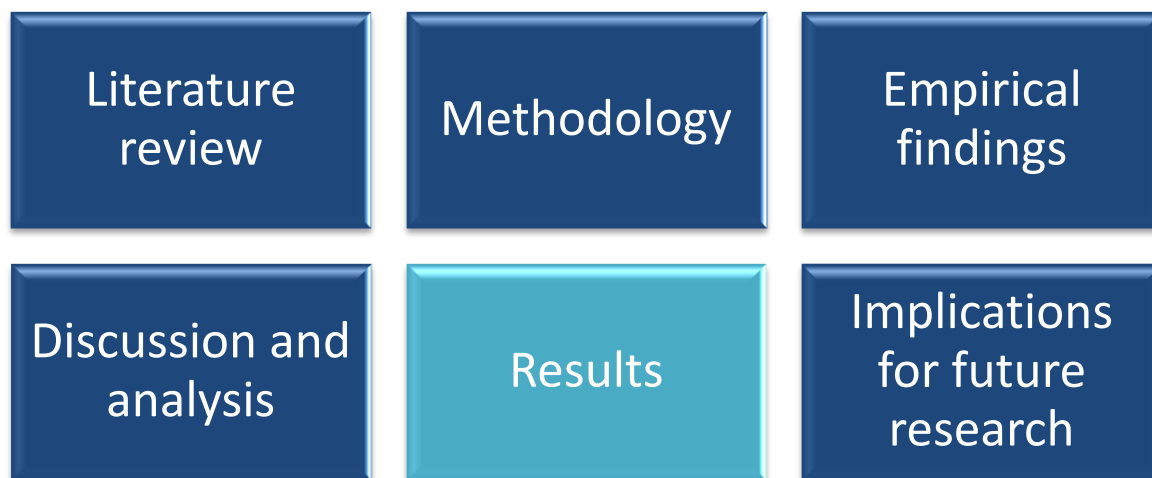 Literature
review
Methodology
Empirical
findings
Discussion and
analysis
Results
Implications
for future
research